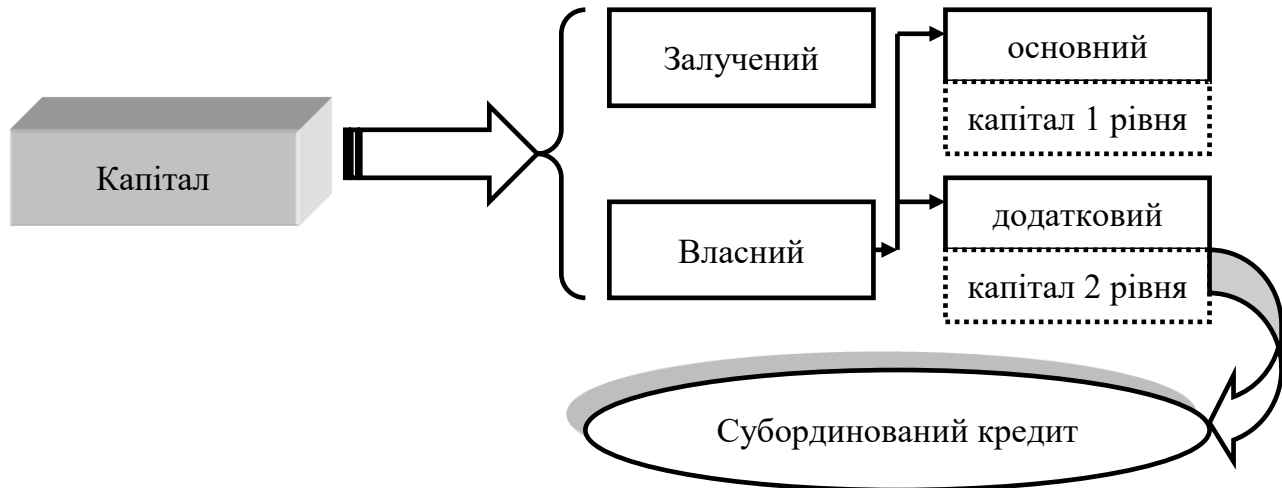 Капітал
Залучений
Власний
основний
капітал 1 рівня
додатковий
капітал 2 рівня
Субординований кредит